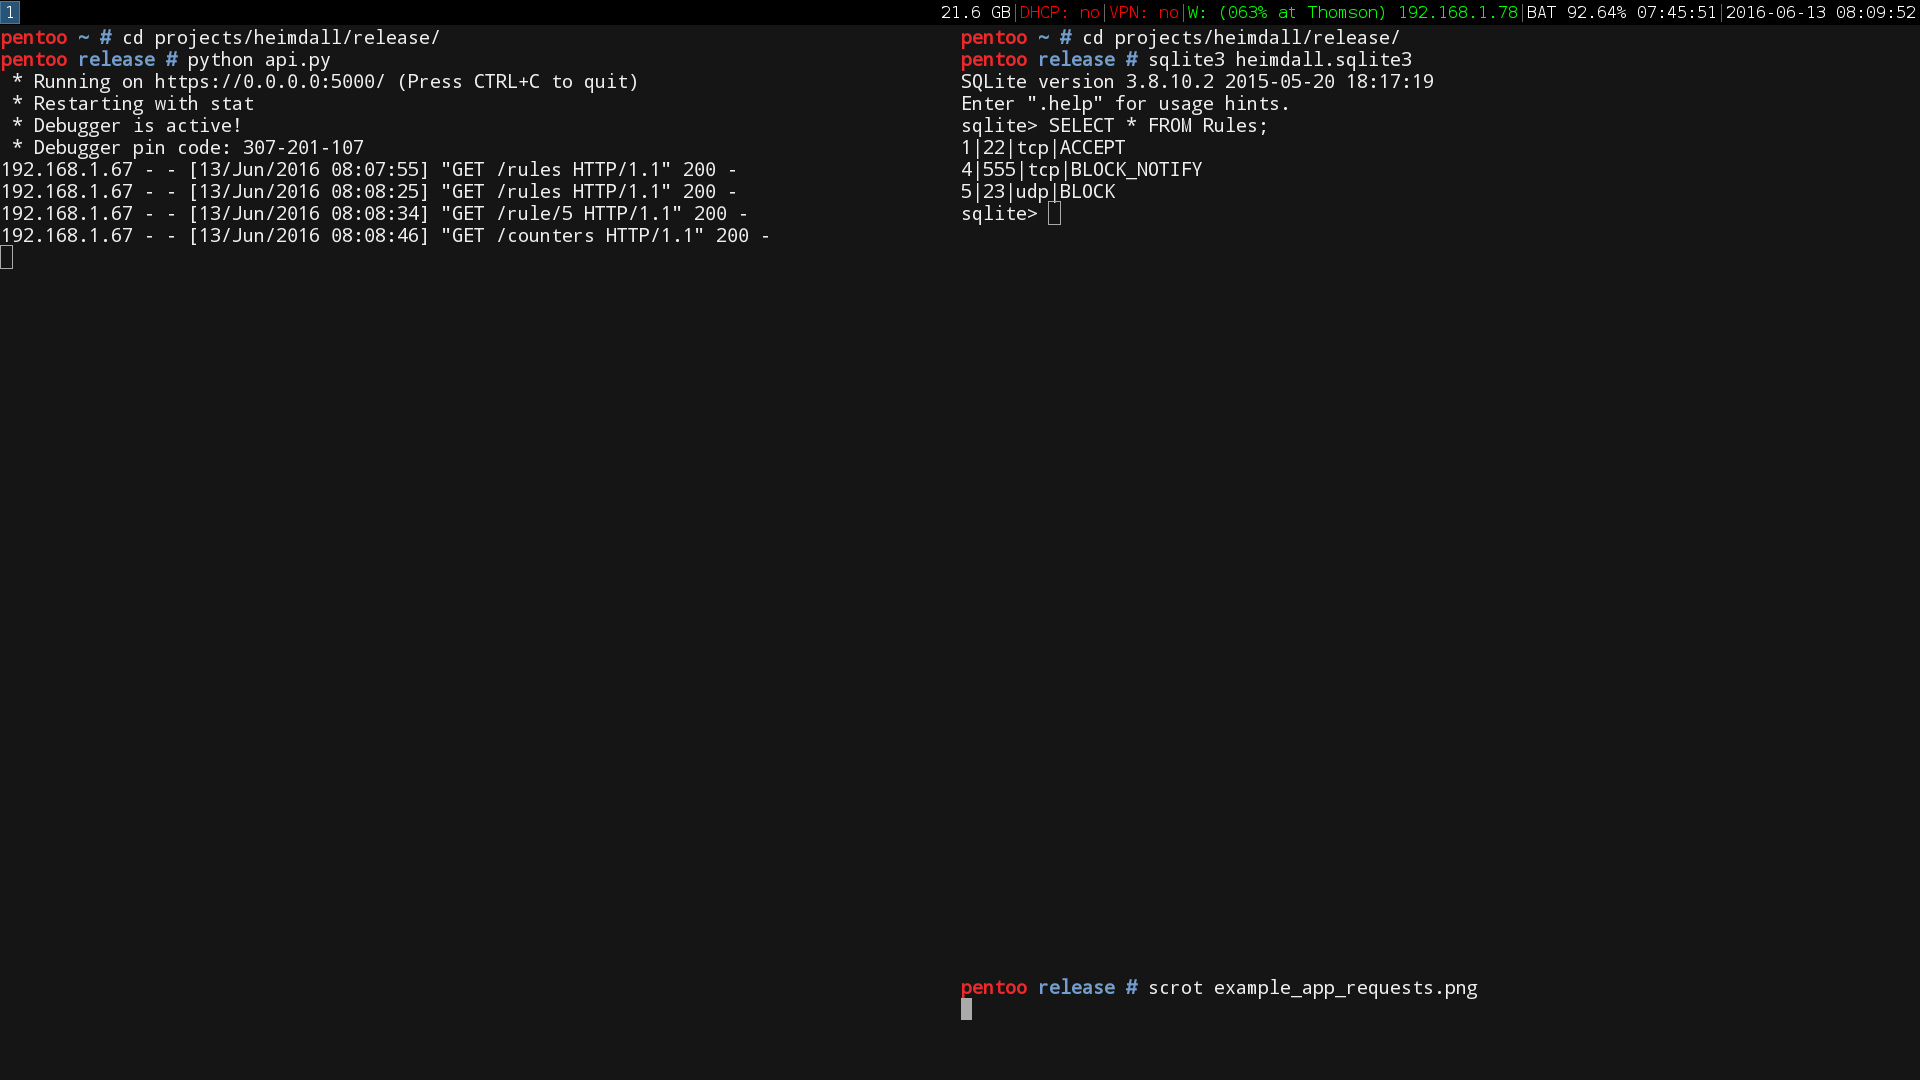 1
21.6 GB|DHCP: no|VPN: no|W: (063% at Thomson) 192.168.1.78|BAT 92.64% 07:45:51|2016-06-13 08:09:52
pentoo ~ # cd projects/heimdall/release/
pentoo release # python api.py
 * Running on https://0.0.0.0:5000/ (Press CTRL+C to quit)
 * Restarting with stat
 * Debugger is active!
 * Debugger pin code: 307-201-107
192.168.1.67 - - [13/Jun/2016 08:07:55] "GET /rules HTTP/1.1" 200 -
192.168.1.67 - - [13/Jun/2016 08:08:25] "GET /rules HTTP/1.1" 200 -
192.168.1.67 - - [13/Jun/2016 08:08:34] "GET /rule/5 HTTP/1.1" 200 -
192.168.1.67 - - [13/Jun/2016 08:08:46] "GET /counters HTTP/1.1" 200 -
pentoo ~ # cd projects/heimdall/release/
pentoo release # sqlite3 heimdall.sqlite3
SQLite version 3.8.10.2 2015-05-20 18:17:19
Enter ".help" for usage hints.
sqlite> SELECT * FROM Rules;
1|22|tcp|ACCEPT
4|555|tcp|BLOCK_NOTIFY
5|23|udp|BLOCK
sqlite>
pentoo release # scrot example_app_requests.png